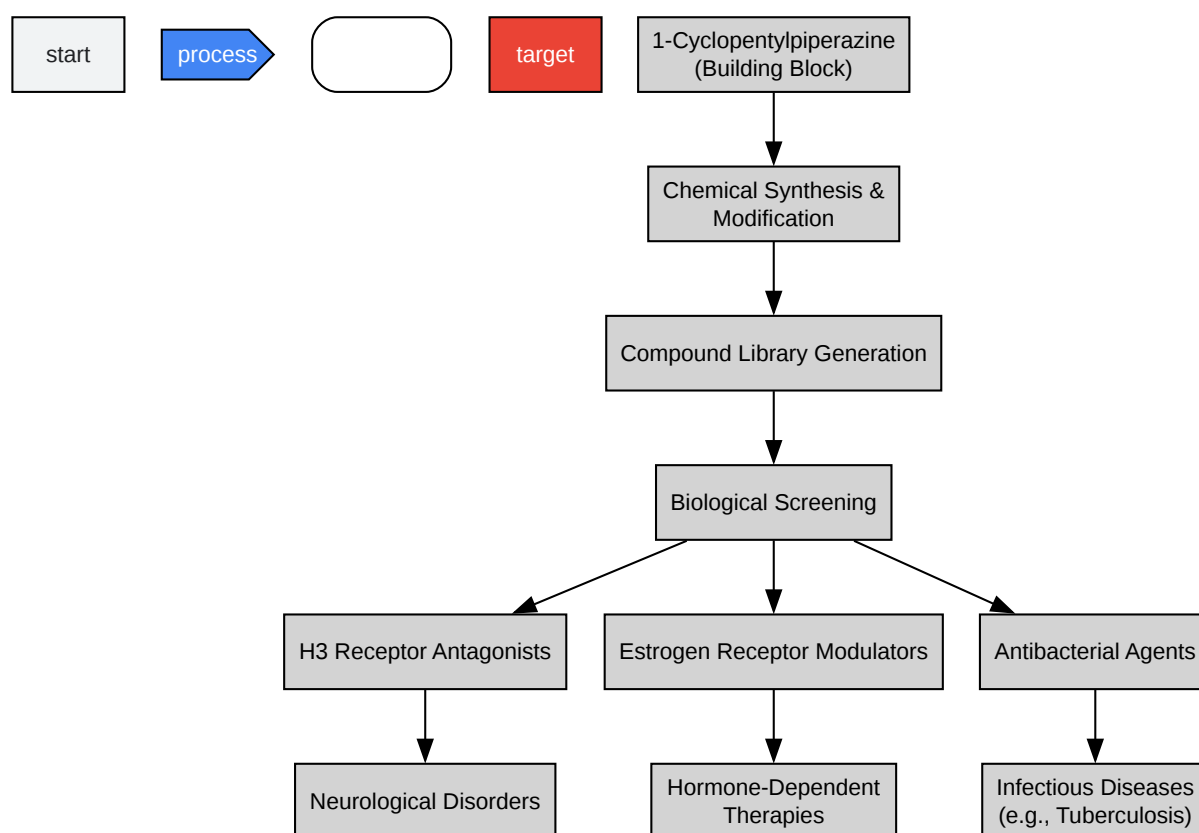 start
process
target
1-Cyclopentylpiperazine
(Building Block)
Chemical Synthesis &
Modification
Compound Library Generation
Biological Screening
H3 Receptor Antagonists
Estrogen Receptor Modulators
Antibacterial Agents
Neurological Disorders
Hormone-Dependent
Therapies
Infectious Diseases
(e.g., Tuberculosis)